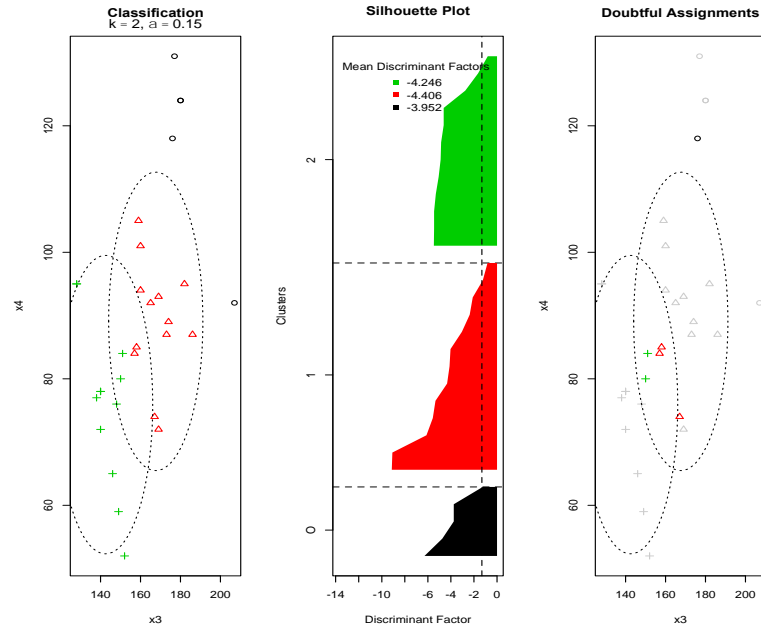 Classification
k = 2, a = 0.15
x4
60
80
100
120
140
160
180
200
x3
Silhouette Plot
Mean Discriminant Factors
-4.246
-4.406
-3.952
Clusters
O
1
2
-14
-10
-8
-6
-4
-2
0
Discriminant Factor
Doubtful Assignments
x4
60
80
100
120
140
160
180
200
x3